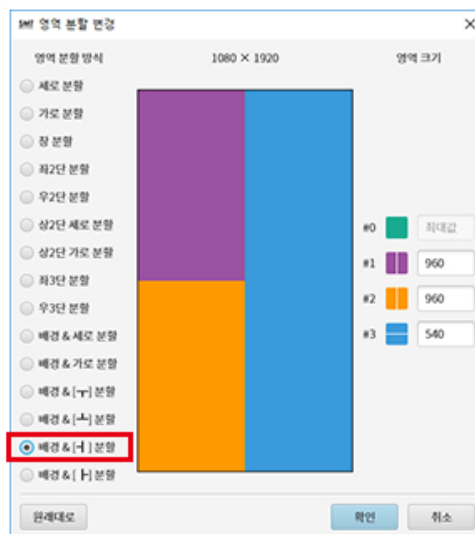 SMF 영역 분할 변경
영역 분할 방식
1080 × 1920
영역 크기
세로 분할
가로 분할
창 분할
좌2단 분할
우2단 분할
상2단 세로 분할
상2단 가로 분할
좌3단 분할
우3단 분할
배경 & 세로 분할
배경 & 가로 분할
배경 & [┬] 분할
배경 & [┴] 분할
배경 & [┤] 분할
배경 & [├] 분할
#0 최대값
#1 960
#2 960
#3 540
원래대로
확인
취소